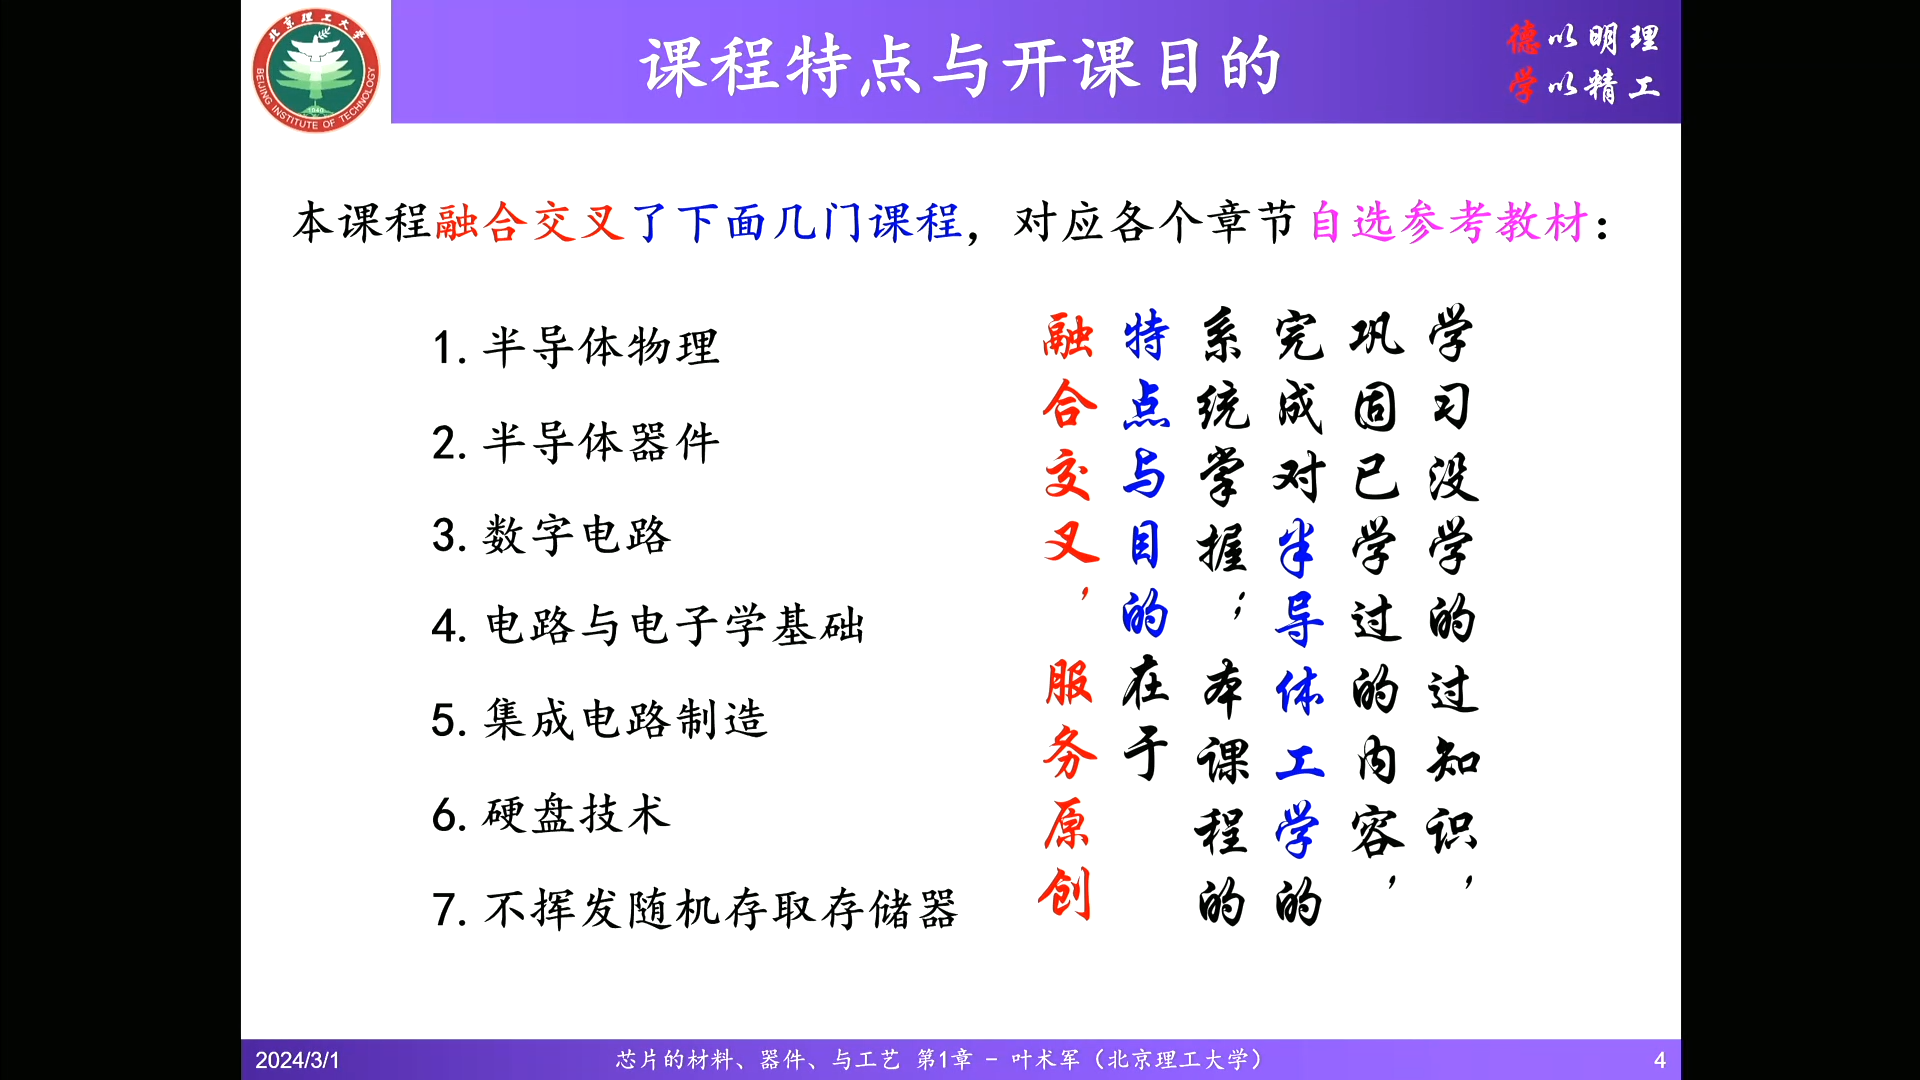 北京理工大学
BEIJING INSTITUTE OF TECHNOLOGY
1940
课程特点与开课目的
德以明理
学以精工
本课程融合交叉了下面几门课程，对应各个章节自选参考教材：
1. 半导体物理
2. 半导体器件
3. 数字电路
4. 电路与电子学基础
5. 集成电路制造
6. 硬盘技术
7. 不挥发随机存取存储器
学习没学的过知识，
巩固已学过的内容，
完成对半导体工学的
系统掌握；本课程的
特点与目的在于
融合交叉，服务原创
2024/3/1
芯片的材料、器件、与工艺 第1章 - 叶术军（北京理工大学）
4